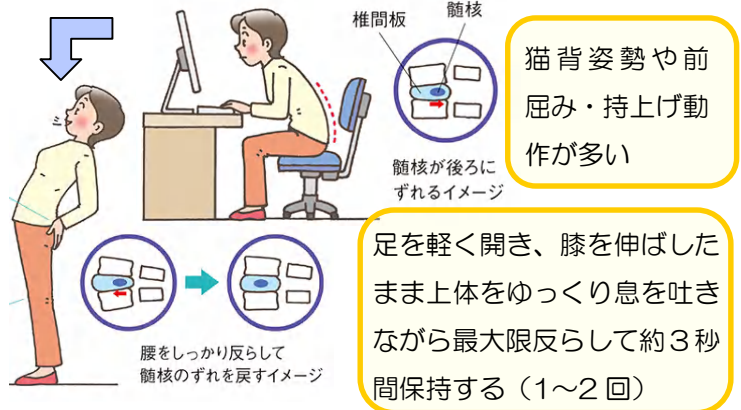 椎間板
髄核
髄核が後ろに
ずれるイメージ
猫背姿勢や前
屈み・持上げ動
作が多い
腰をしっかり反らして
髄核のずれを戻すイメージ
足を軽く開き、膝を伸ばした
まま上体をゆっくり息を吐き
ながら最大限反らして約3秒
間保持する（1～2回）